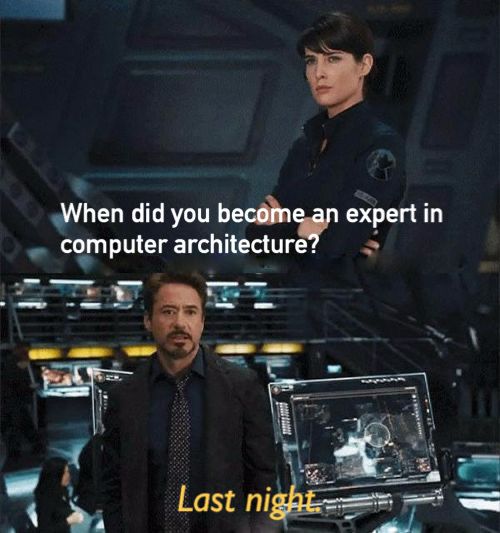 When did you become an expert in
computer architecture?
Last night.